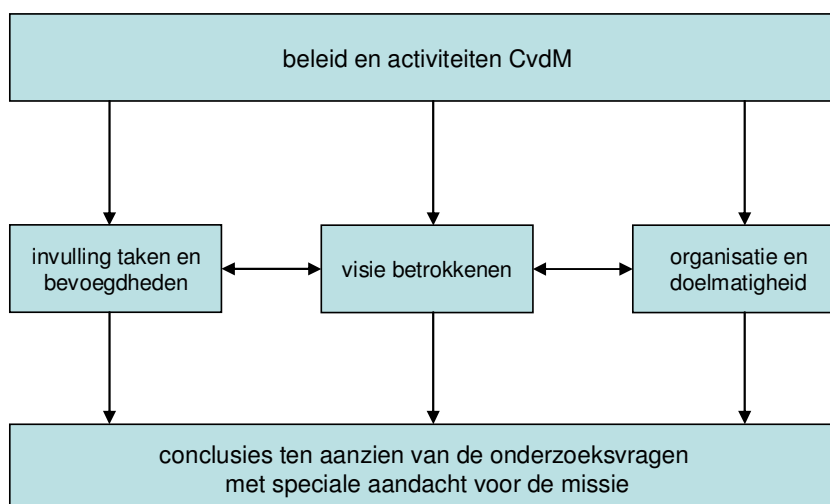 beleid en activiteiten CvdM
invulling taken en
bevoegdheden
visie betrokkenen
organisatie en
doelmatigheid
conclusies ten aanzien van de onderzoeksvragen
met speciale aandacht voor de missie